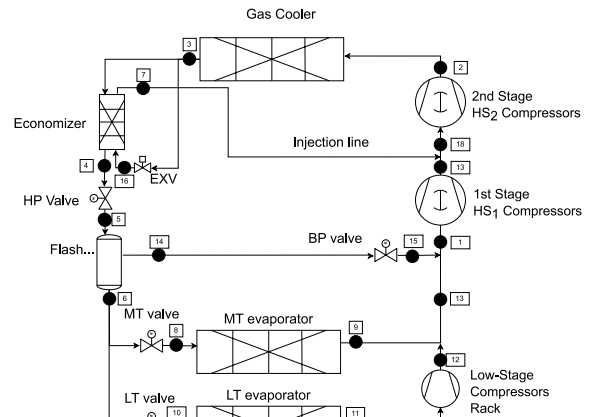 Gas Cooler
3
2
7
2nd Stage
HS2 Compressors
Economizer
Injection line
18
4
13
16
EXV
HP Valve
1st Stage
HS1 Compressors
5
14
BP valve
15
1
Flash...
6
13
MT valve
MT evaporator
8
9
12
Low-Stage
Compressors
Rack
LT valve
LT evaporator
10
11